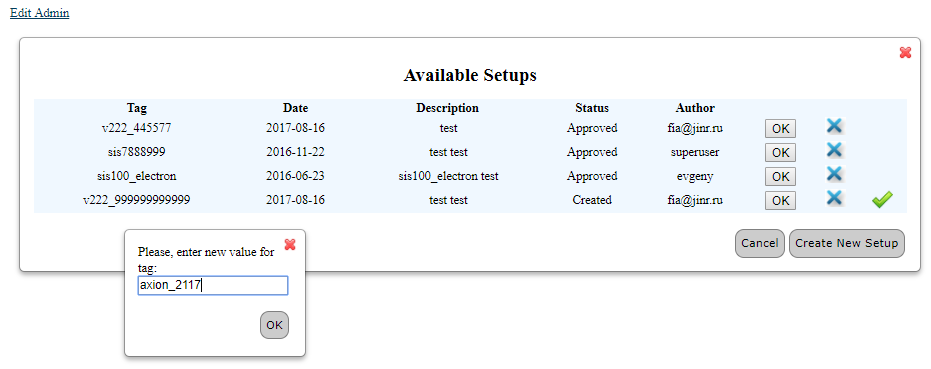 Edit Admin
Available Setups
Tag Date Description Status Author
v222_445577 2017-08-16 test Approved fia@jinr.ru OK
sis7888999 2016-11-22 test test Approved superuser OK
sis100_electron 2016-06-23 sis100_electron test Approved evgeny OK
v222_999999999999 2017-08-16 test test Created fia@jinr.ru OK
Cancel Create New Setup
Please, enter new value for
tag:
axion_2117
OK